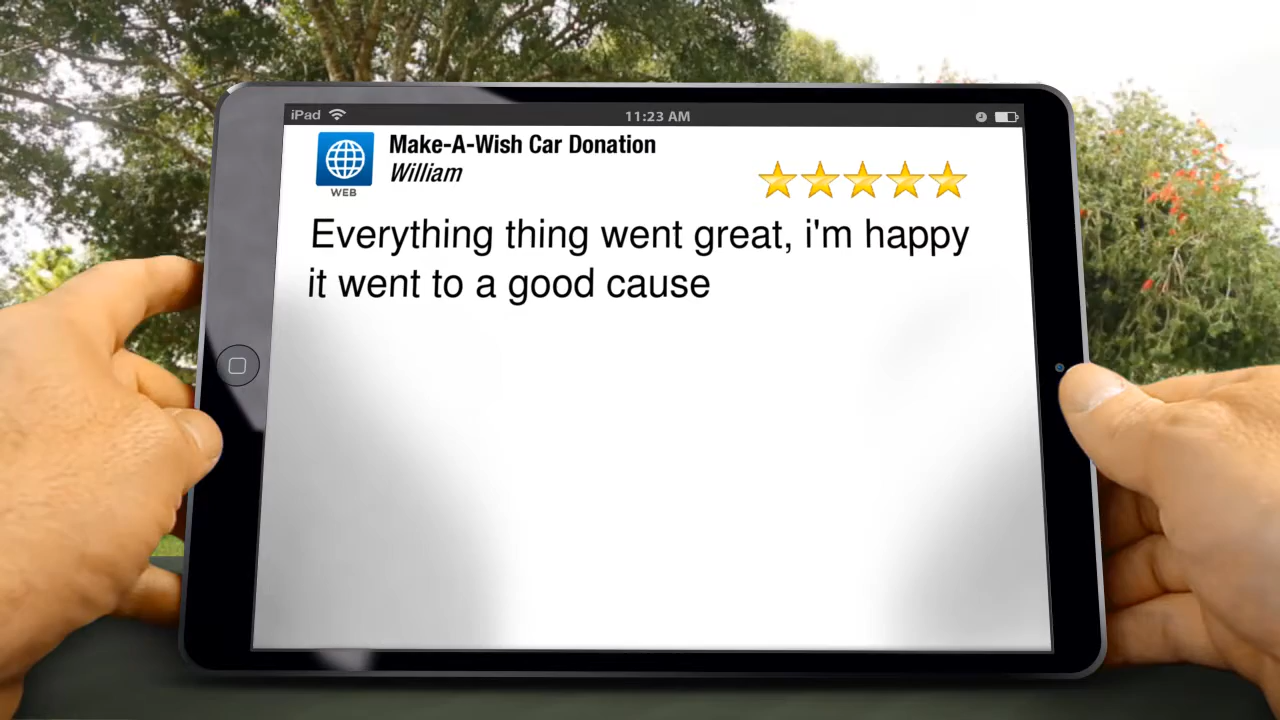 iPad 11:23 AM
Make-A-Wish Car Donation
William
WEB
Everything thing went great, i'm happy
it went to a good cause